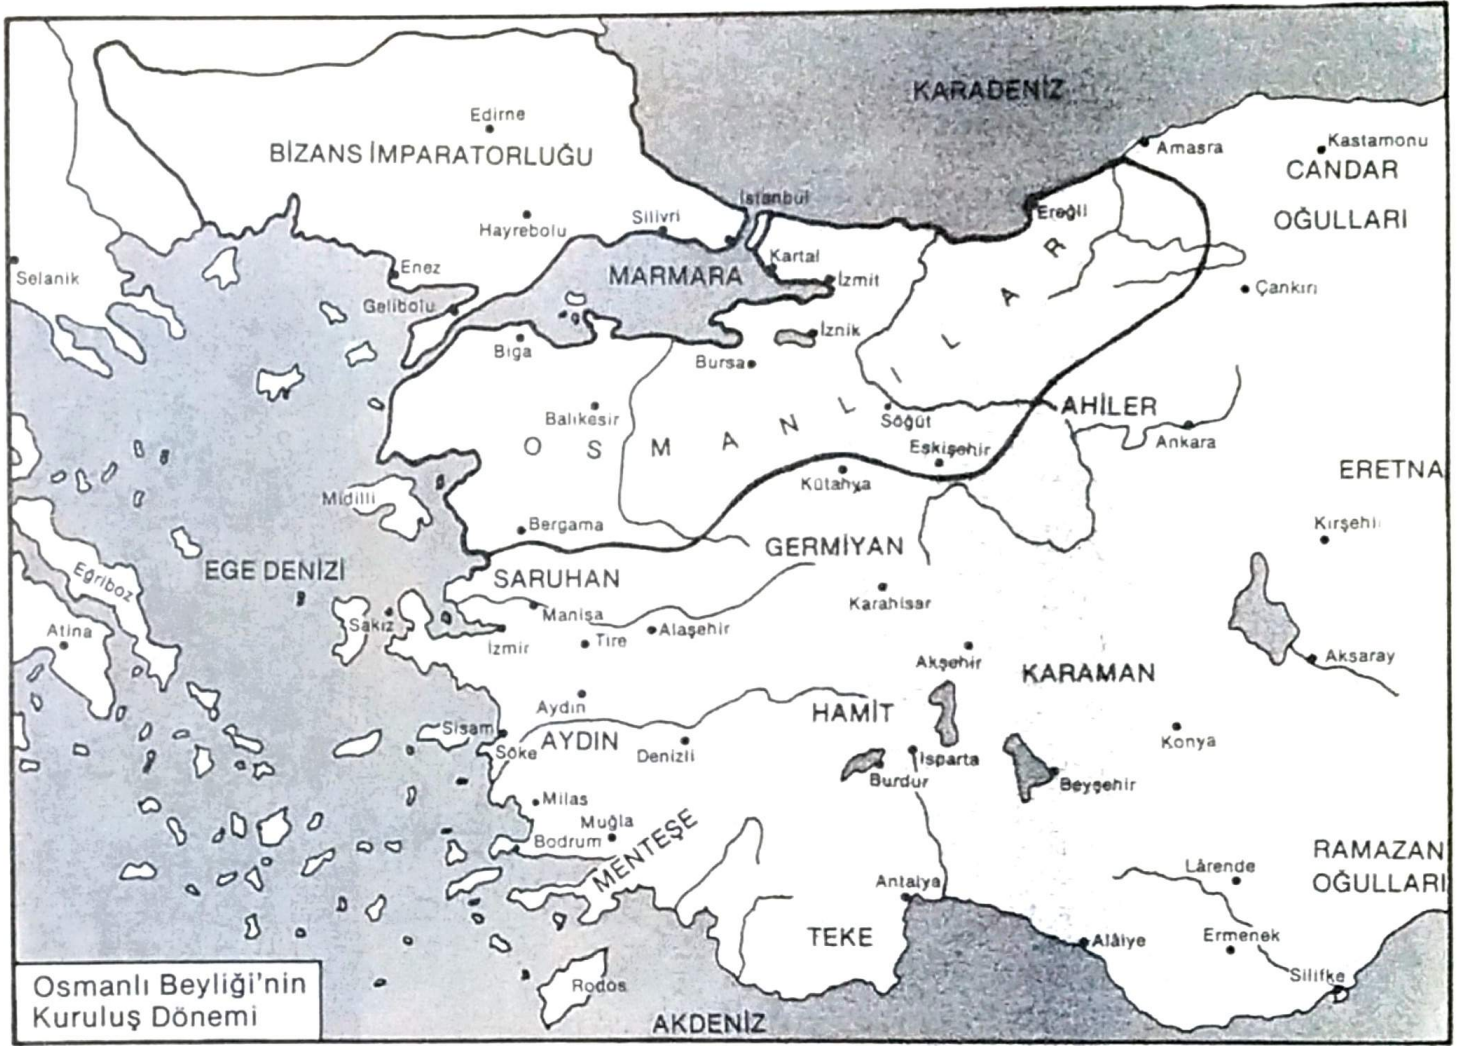 KARADENİZ
Edirne
BİZANS İMPARATORLUĞU
Amasra
Kastamonu
CANDAR
OĞULLARI
İstanbul
Ereğli
Silivri
Hayrebolu
Kartal
Enez
MARMARA
İzmit
Selanik
Gelibolu
Çankırı
İznik
Biga
Bursa
OSMANLILAR
Balıkesir
Söğüt
AHİLER
Ankara
Eskişehir
ERETNA
Kütahya
Midilli
Bergama
Kırşehi
GERMİYAN
EGE DENİZİ
SARUHAN
Eğriboz
Karahisar
Manisa
Sakız
Atina
İzmir
Tire
Alaşehir
Akşehir
KARAMAN
Aksaray
Aydın
HAMİT
Sisam
Söke
AYDIN
Denizli
Konya
Isparta
Burdur
Beyşehir
Milas
Muğla
Bodrum
MENTEŞE
RAMAZAN
OĞULLARI
Lârende
Antalya
TEKE
Alâiye
Ermenek
Silifke
Rodos
Osmanlı Beyliği'nin
Kuruluş Dönemi
AKDENİZ